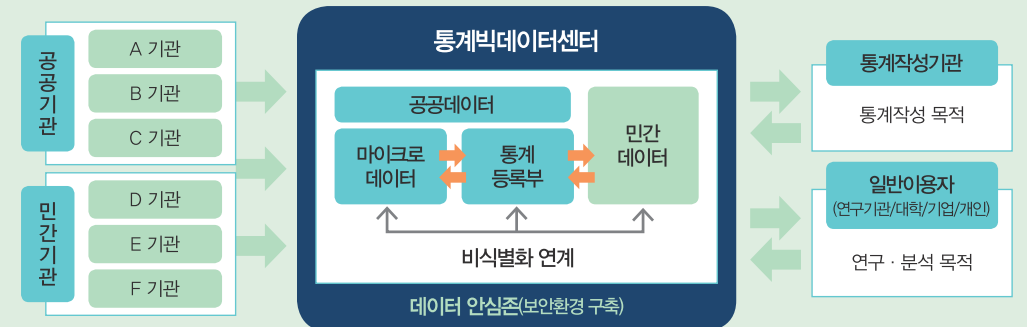 공공기관
A 기관
B 기관
C 기관
민간기관
D 기관
E 기관
F 기관
통계빅데이터센터
공공데이터
마이크로
데이터
통계
등록부
민간
데이터
비식별화 연계
데이터 안심존(보안환경 구축)
통계작성기관
통계작성 목적
일반이용자
(연구기관/대학/기업/개인)
연구 · 분석 목적